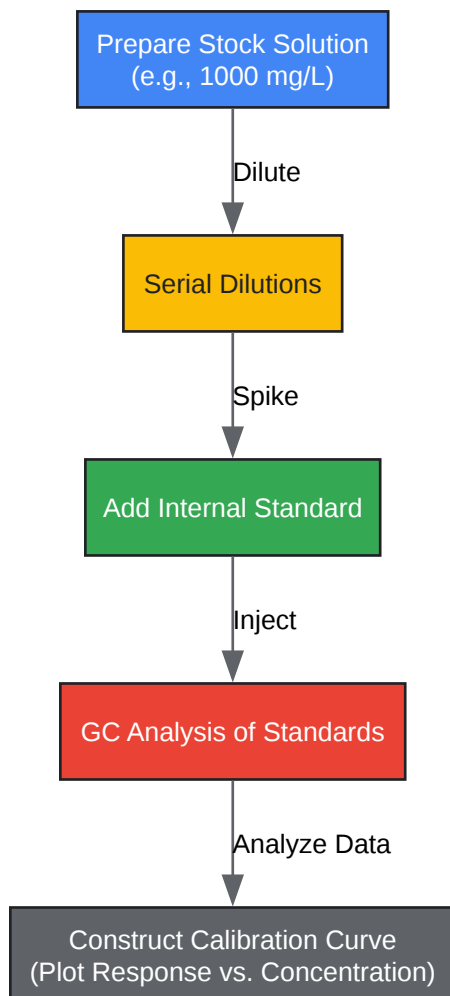 Prepare Stock Solution
(e.g., 1000 mg/L)
Dilute
Serial Dilutions
Spike
Add Internal Standard
Inject
GC Analysis of Standards
Analyze Data
Construct Calibration Curve
(Plot Response vs. Concentration)